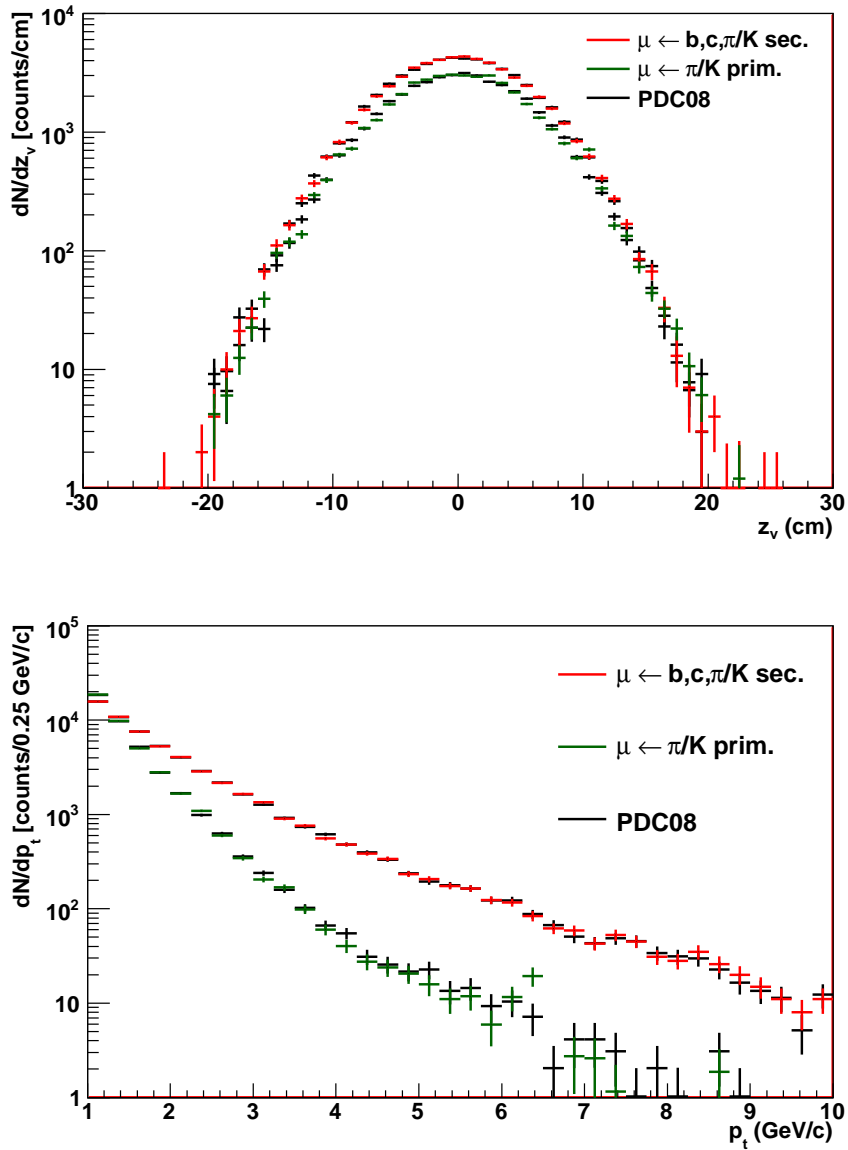 dN/dz_v [counts/cm]
10^4
10^3
10^2
10
1
μ ← b,c,π/K sec.
μ ← π/K prim.
PDC08
-30 -20 -10 0 10 20 30
z_v (cm)
dN/dp_t [counts/0.25 GeV/c]
10^5
10^4
10^3
10^2
10
1
μ ← b,c,π/K sec.
μ ← π/K prim.
PDC08
1 2 3 4 5 6 7 8 9 10
p_t (GeV/c)